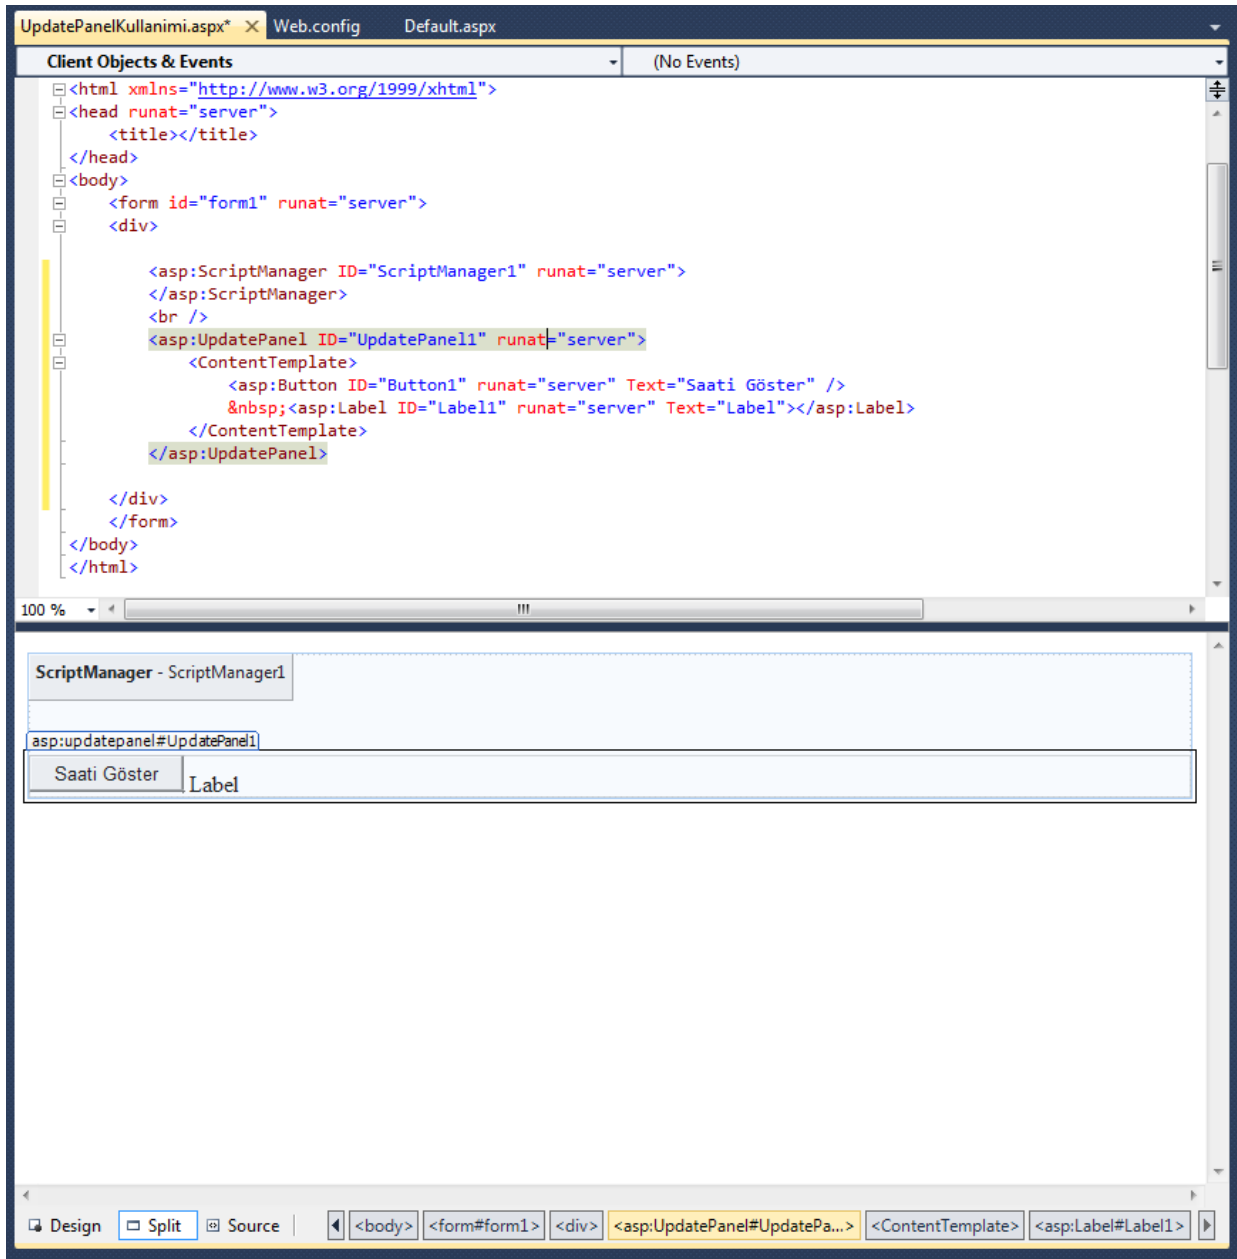 UpdatePanelKullanimi.aspx* Web.config Default.aspx
Client Objects & Events (No Events)
<html xmlns="http://www.w3.org/1999/xhtml">
<head runat="server">
<title></title>
</head>
<body>
<form id="form1" runat="server">
<div>
<asp:ScriptManager ID="ScriptManager1" runat="server">
</asp:ScriptManager>
<br />
<asp:UpdatePanel ID="UpdatePanel1" runat="server">
<ContentTemplate>
<asp:Button ID="Button1" runat="server" Text="Saati Göster" />
&nbsp;<asp:Label ID="Label1" runat="server" Text="Label"></asp:Label>
</ContentTemplate>
</asp:UpdatePanel>
</div>
</form>
</body>
</html>
100 %
ScriptManager - ScriptManager1
asp:updatepanel#UpdatePanel1
Saati Göster Label
Design Split Source <body> <form#form1> <div> <asp:UpdatePanel#UpdatePa...> <ContentTemplate> <asp:Label#Label1>